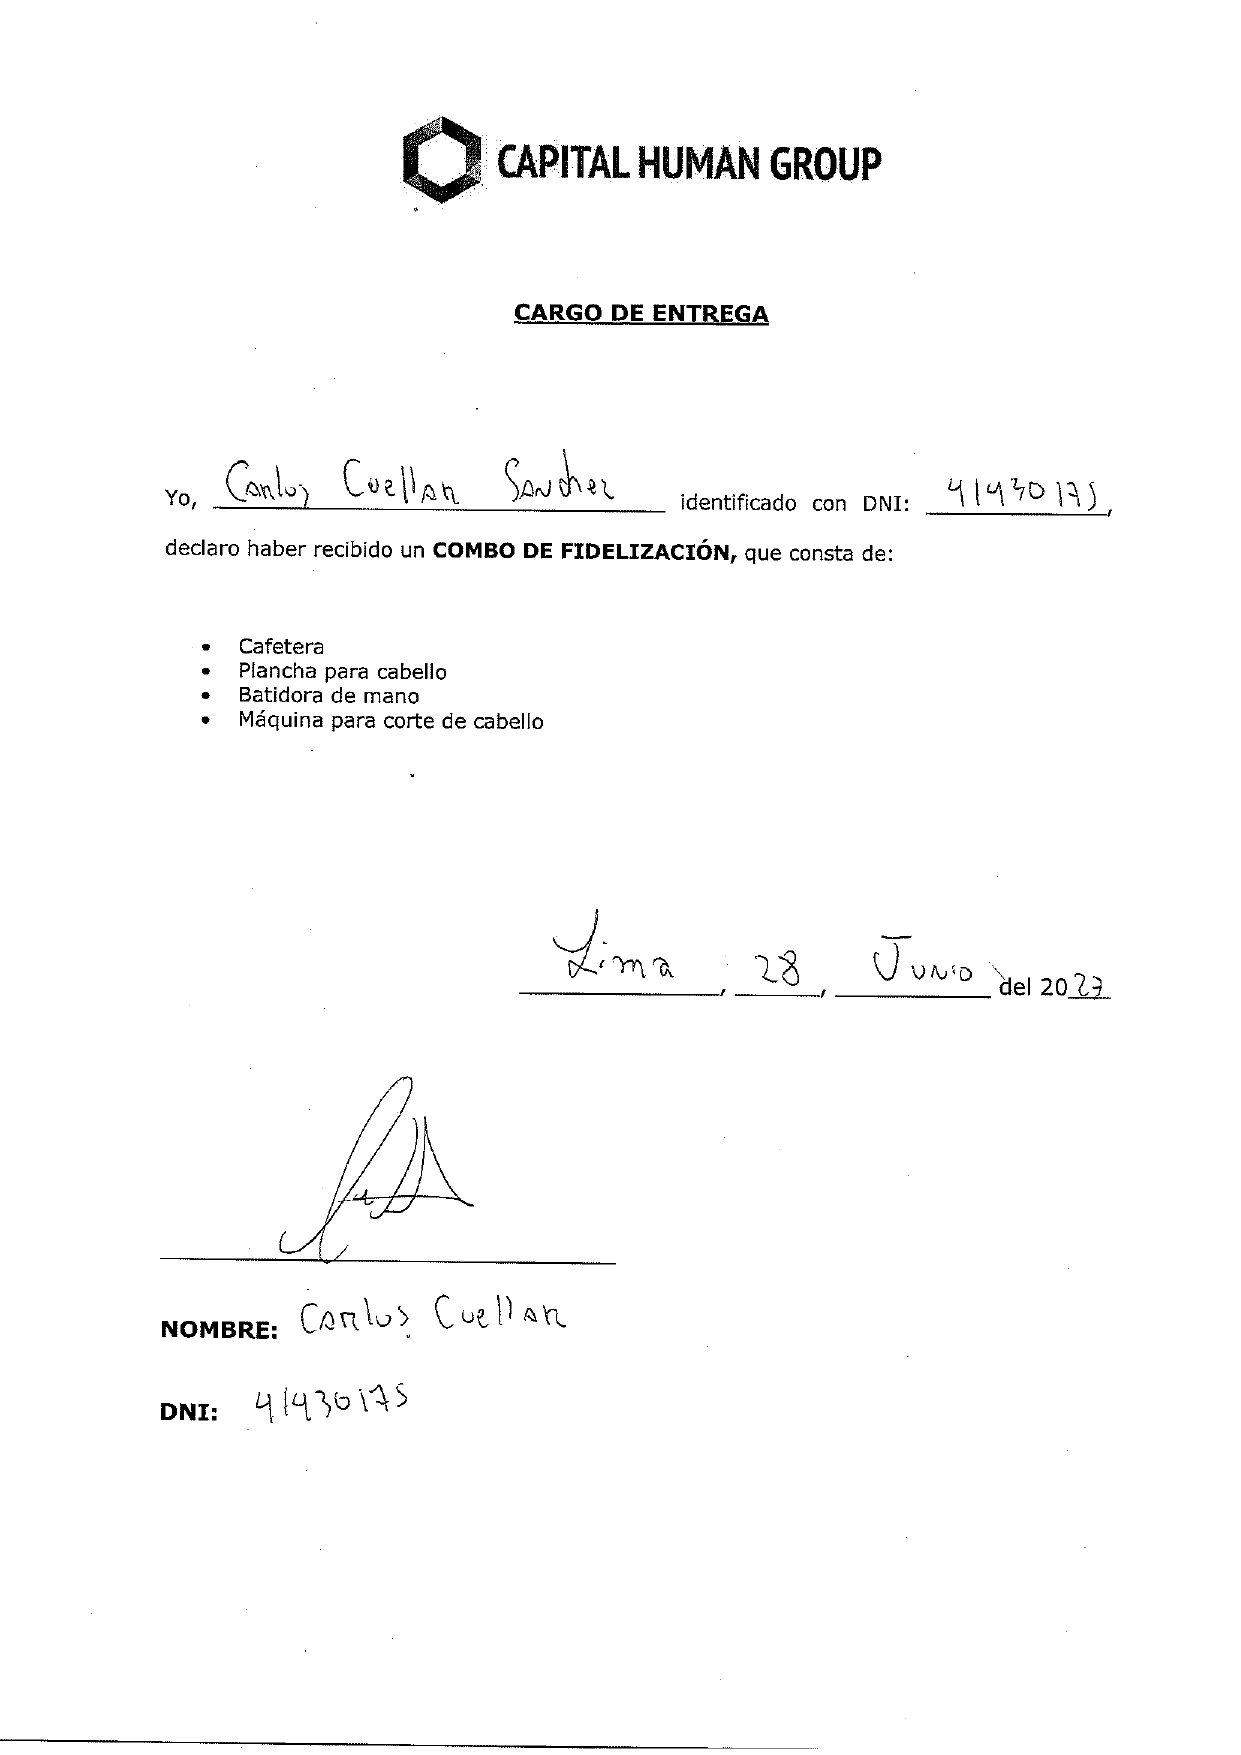 CAPITAL HUMAN GROUP
CARGO DE ENTREGA
Yo, Carlos Cuellar Sanchez identificado con DNI: 41430175,
declaro haber recibido un COMBO DE FIDELIZACIÓN, que consta de:
• Cafetera
• Plancha para cabello
• Batidora de mano
• Máquina para corte de cabello
Lima, 28, Junio del 2023
NOMBRE: Carlos Cuellar
DNI: 41430175